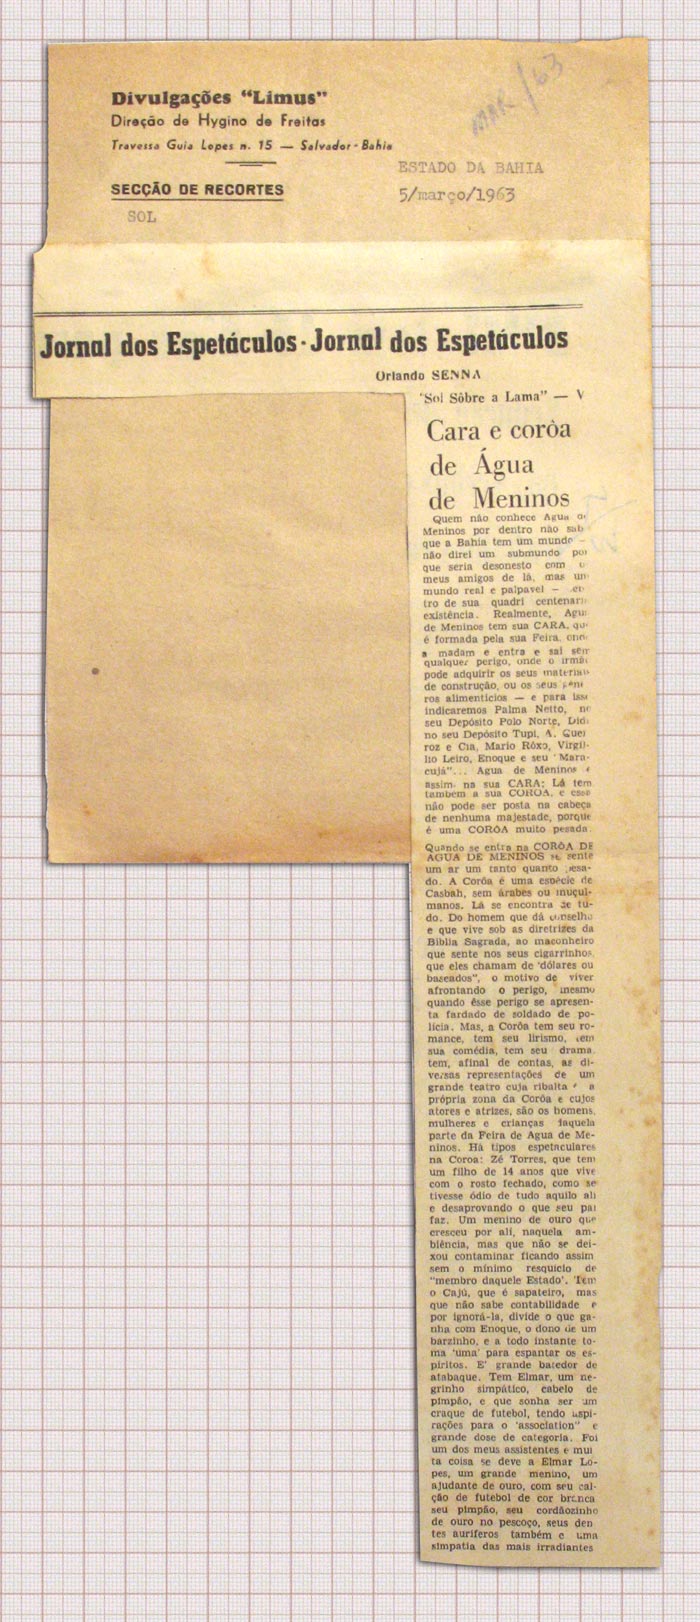 MAR/63
Divulgações "Limus"
Direção de Hygino de Freitas
Travessa Guia Lopes n. 15 — Salvador-Bahia
ESTADO DA BAHIA
SECÇÃO DE RECORTES
5/março/1963
SOL
Jornal dos Espetáculos · Jornal dos Espetáculos
Orlando SENNA
"Sol Sôbre a Lama" — V
Cara e corôa
de Água
de Meninos
Quem não conhece Agua de
Meninos por dentro não sab
que a Bahia tem um mundo —
não direi um submundo por
que seria desonesto com o
meus amigos de lá, mas um
mundo real e palpavel —
tro de sua quadri centenari
existência. Realmente, Agua
de Meninos tem sua CARA, que
é formada pela sua Feira, onde
a madam e entra e sai sem
qualquer perigo, onde o irmão
pode adquirir os seus materiais
de construção, ou os seus gêne
ros alimentícios — e para isso
indicaremos Palma Netto, no
seu Depósito Polo Norte, Didi
no seu Depósito Tupi, A. Quei
roz e Cia, Mario Rôxo, Virgíl-
lio Leiro, Enoque e seu "Mara-
cujá"... Agua de Meninos é
assim na sua CARA: Lá tem
também a sua COROA, e essa
não pode ser posta na cabeça
de nenhuma majestade, porque
é uma COROA muito pesada.
Quando se entra na COROA DE
AGUA DE MENINOS se sente
um ar um tanto quanto pesa-
do. A Corôa é uma espécie de
Casbah, sem árabes ou muçul-
manos. Lá se encontra de tu-
do. Do homem que dá conselho
e que vive sob as diretrizes da
Biblia Sagrada, ao maconheiro
que sente nos seus cigarrinhos,
que eles chamam de "dólares ou
baseados", o motivo de viver
afrontando o perigo, mesmo
quando êsse perigo se apresen-
ta fardado de soldado de po-
lícia. Mas, a Corôa tem seu ro-
mance, tem seu lirismo, tem
sua comédia, tem seu drama,
tem, afinal de contas, as di-
versas representações de um
grande teatro cuja ribalta é a
própria zona da Corôa e cujos
atores e atrizes, são os homens,
mulheres e crianças daquela
parte da Feira de Agua de Me-
ninos. Há tipos espetaculares
na Coroa: Zé Torres, que tem
um filho de 14 anos que vive
com o rosto fechado, como se
tivesse ódio de tudo aquilo ali
e desaprovando o que seu pai
faz. Um menino de ouro que
cresceu por ali, naquela am-
biência, mas que não se dei-
xou contaminar ficando assim
sem o mínimo resquício de
"membro daquele Estado". Tem
o Cajú, que é sapateiro, mas
que não sabe contabilidade e
por ignorá-la, divide o que ga-
nha com Enoque, o dono de um
barzinho, e a todo instante to-
ma "uma" para espantar os es-
píritos. E' grande batedor de
atabaque. Tem Elmar, um ne-
grinho simpático, cabelo de
pimpão, e que sonha ser um
craque de futebol, tendo aspi-
rações para o "association" e
grande dose de categoria. Foi
um dos meus assistentes e mui
ta coisa se deve a Elmar Lo-
pes, um grande menino, um
ajudante de ouro, com seu cal-
ção de futebol de cor branca
seu pimpão, seu cordãozinho
de ouro no pescoço, seus den
tes auríferos também e uma
simpatia das mais irradiantes